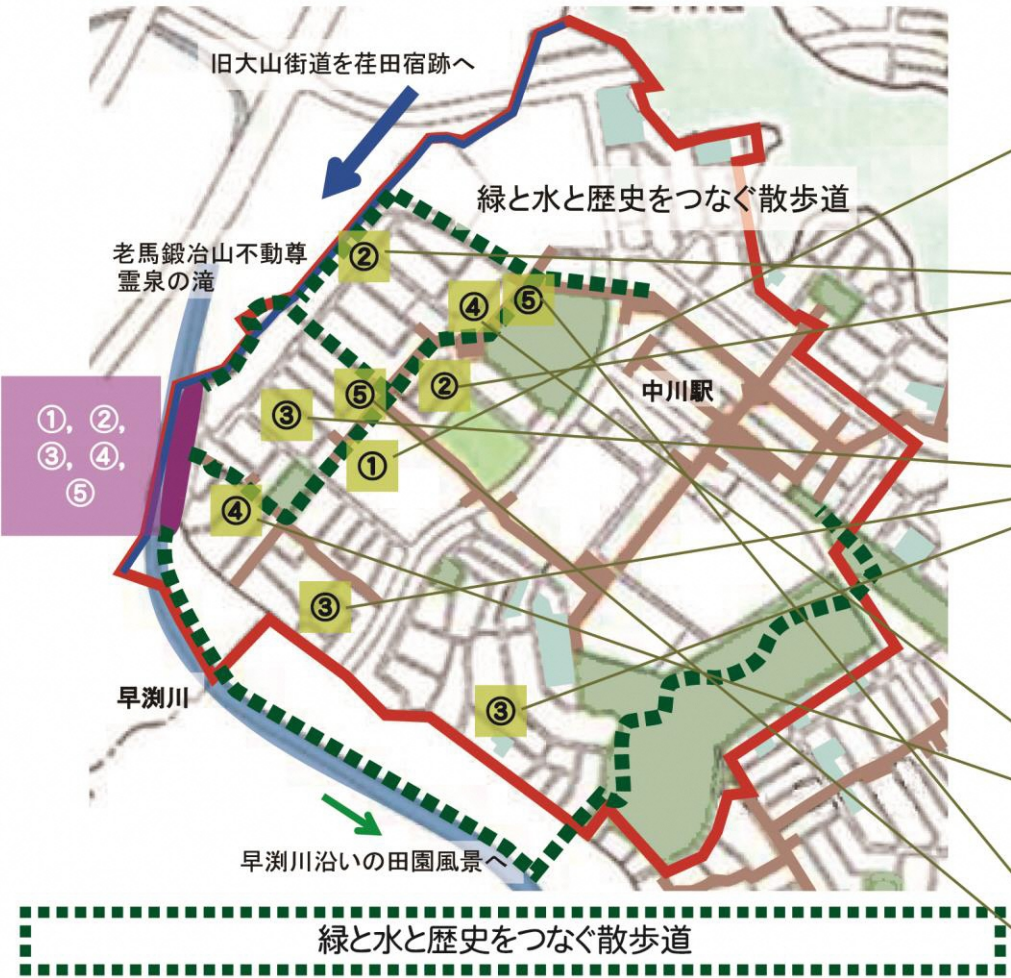 旧大山街道を荏田宿跡へ
緑と水と歴史をつなぐ散歩道
老馬鍛冶山不動尊
霊泉の滝
②
④
⑤
②
中川駅
⑤
③
①
①, ②,
③, ④,
⑤
④
③
③
早渕川
早渕川沿いの田園風景へ
緑と水と歴史をつなぐ散歩道